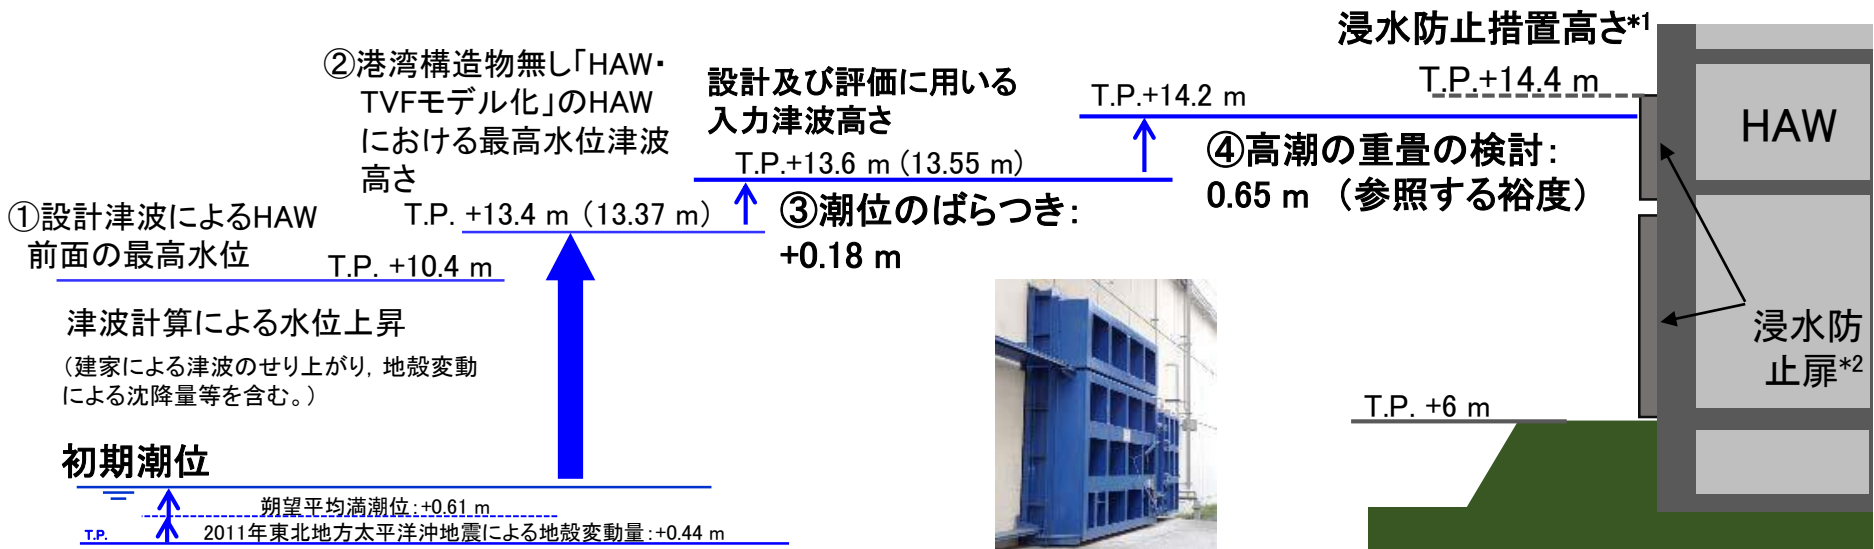 浸水防止措置高さ*1
T.P.+14.4 m
②港湾構造物無し「HAW・
TVFモデル化」のHAW
における最高水位津波
高さ
T.P. +13.4 m (13.37 m)
設計及び評価に用いる
入力津波高さ
T.P.+13.6 m (13.55 m)
T.P.+14.2 m
④高潮の重畳の検討：
0.65 m （参照する裕度）
③潮位のばらつき：
+0.18 m
①設計津波によるHAW
前面の最高水位
T.P. +10.4 m
津波計算による水位上昇
（建家による津波のせり上がり，地殻変動
による沈降量等を含む。）
初期潮位
朔望平均満潮位：+0.61 m
T.P.
2011年東北地方太平洋沖地震による地殻変動量：+0.44 m
T.P. +6 m
HAW
浸水防
止扉*2